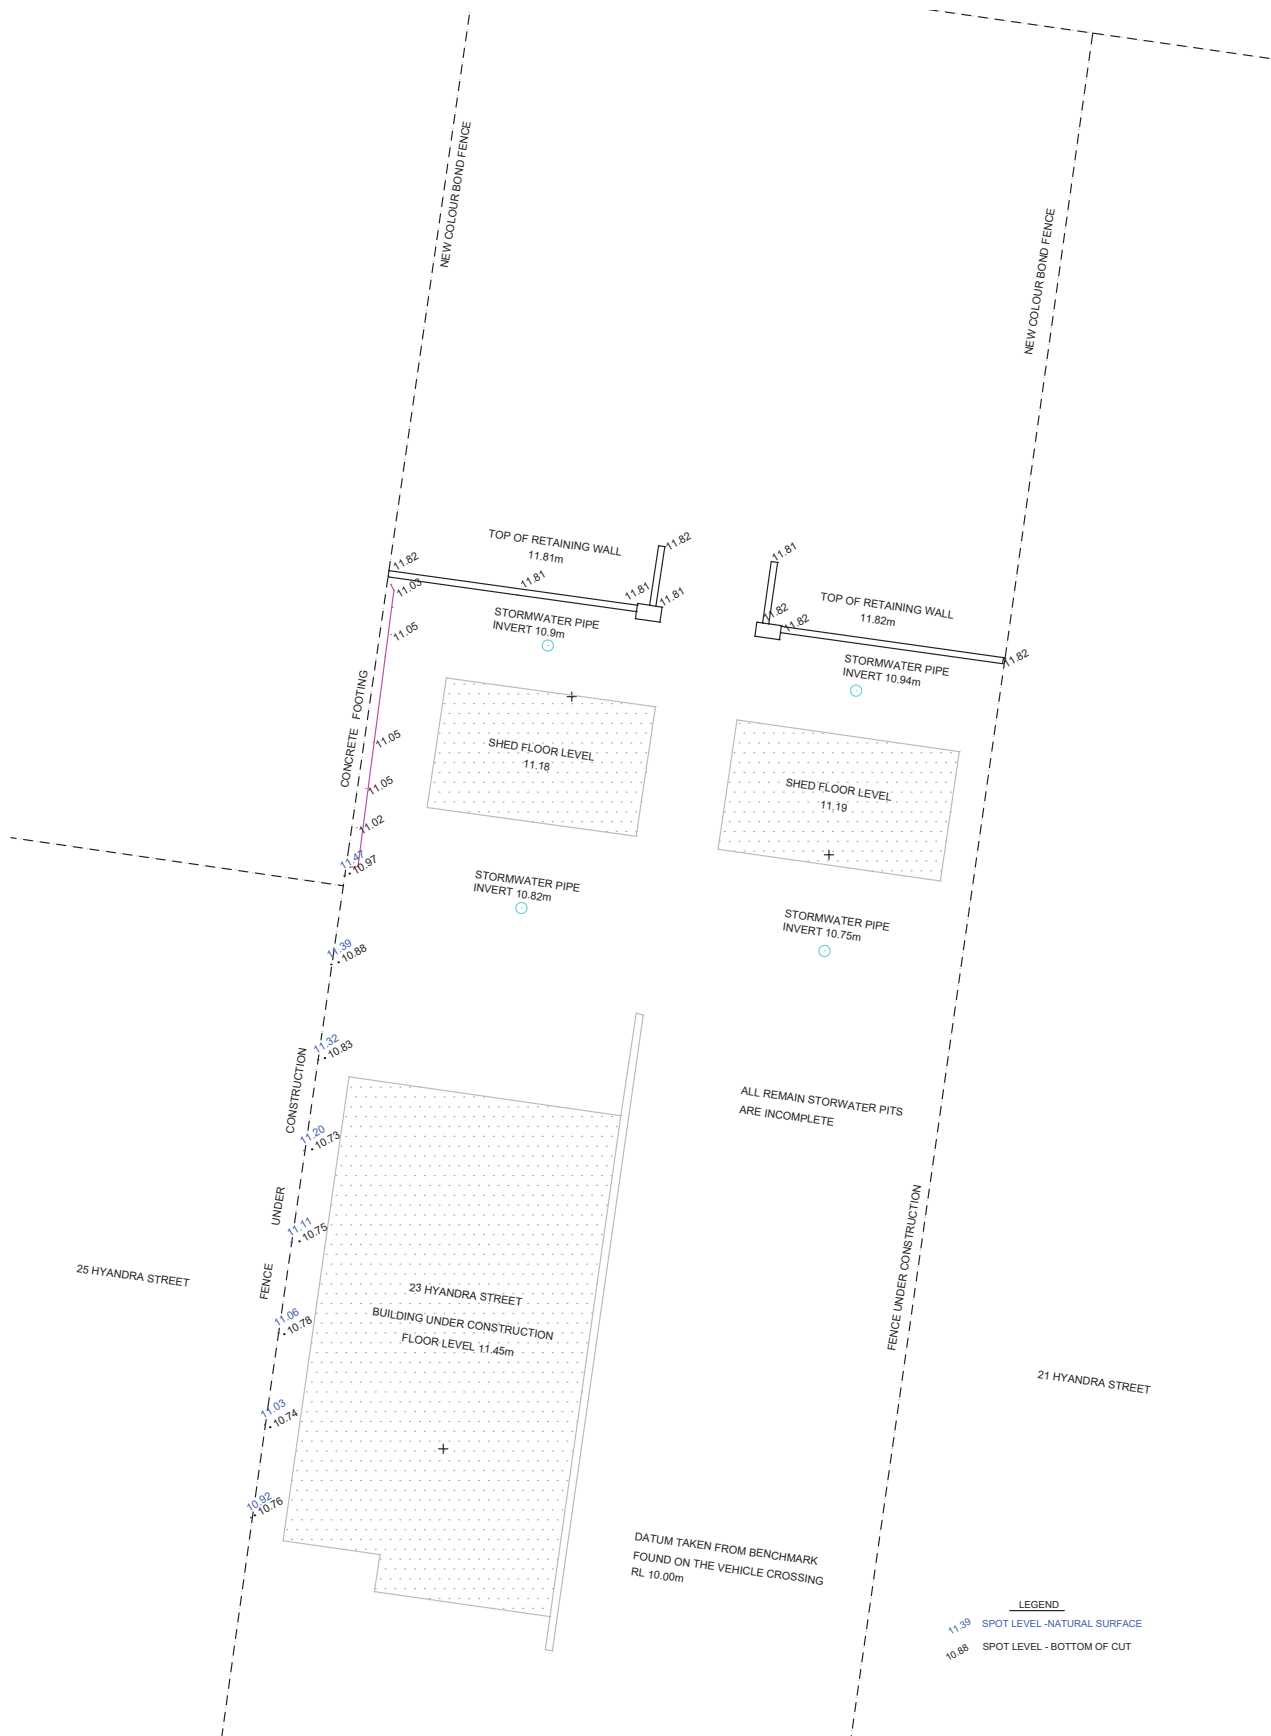 NEW COLOUR BOND FENCE
NEW COLOUR BOND FENCE
TOP OF RETAINING WALL
11.81m
11.82
11.82
11.03
11.81
11.81
11.81
11.81
TOP OF RETAINING WALL
11.82m
11.82
11.82
11.82
STORMWATER PIPE
INVERT 10.9m
STORMWATER PIPE
INVERT 10.94m
11.05
CONCRETE FOOTING
11.05
11.05
11.02
11.47
10.97
SHED FLOOR LEVEL
11.18
SHED FLOOR LEVEL
11.19
STORMWATER PIPE
INVERT 10.82m
STORMWATER PIPE
INVERT 10.75m
11.39
10.88
11.32
10.83
11.20
10.73
11.11
10.75
11.06
10.78
11.03
10.74
10.92
10.76
FENCE UNDER CONSTRUCTION
ALL REMAIN STORWATER PITS
ARE INCOMPLETE
FENCE UNDER CONSTRUCTION
25 HYANDRA STREET
23 HYANDRA STREET
BUILDING UNDER CONSTRUCTION
FLOOR LEVEL 11.45m
21 HYANDRA STREET
DATUM TAKEN FROM BENCHMARK
FOUND ON THE VEHICLE CROSSING
RL 10.00m
LEGEND
11.39 SPOT LEVEL -NATURAL SURFACE
10.88 SPOT LEVEL - BOTTOM OF CUT